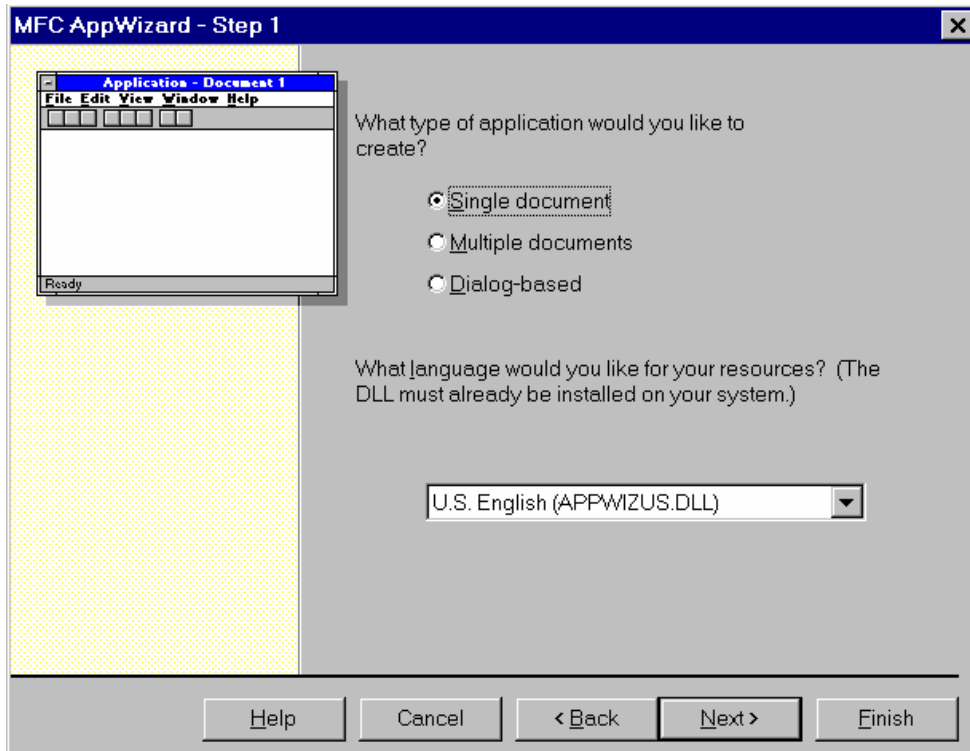 MFC AppWizard - Step 1
Application - Document 1
File Edit View Window Help
Ready
What type of application would you like to
create?
Single document
Multiple documents
Dialog-based
What language would you like for your resources? (The
DLL must already be installed on your system.)
U.S. English (APPWIZUS.DLL)
Help Cancel < Back Next > Finish